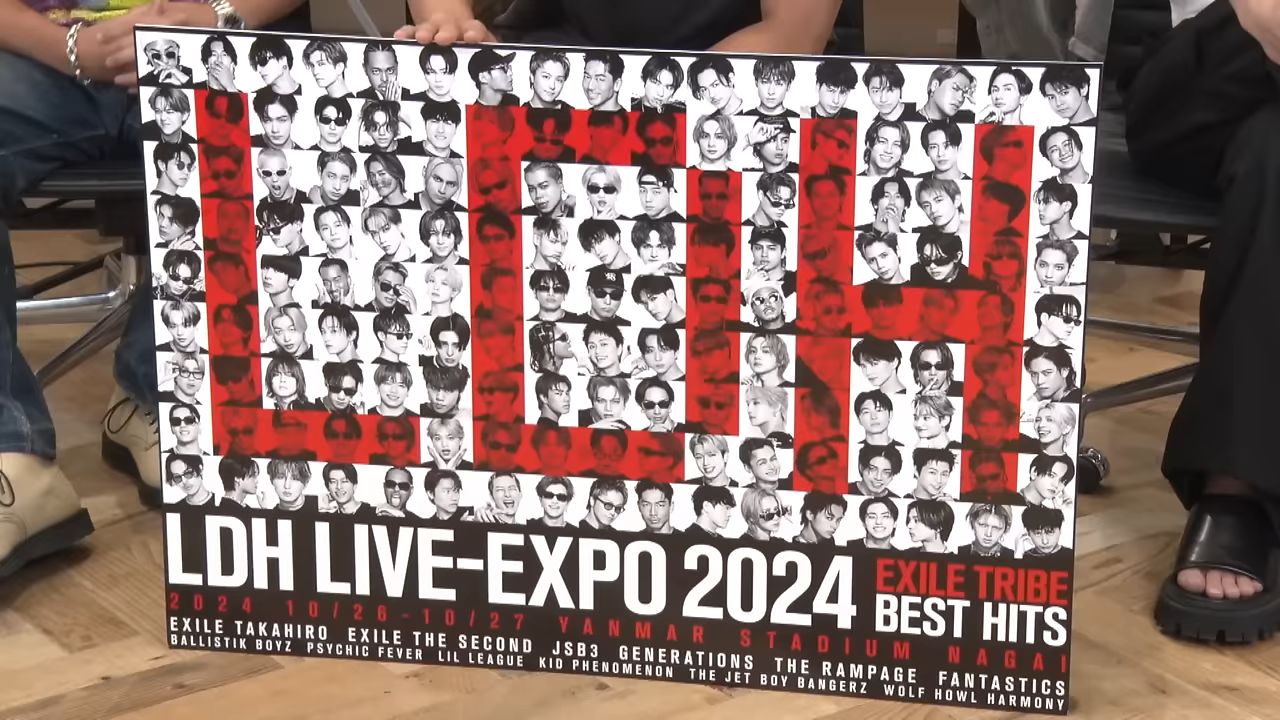 LDH
LDH LIVE-EXPO 2024 EXILE TRIBE BEST HITS
2024 10/26-10/27 YANMAR STADIUM NAGAI
EXILE TAKAHIRO EXILE THE SECOND JSB3 GENERATIONS THE RAMPAGE FANTASTICS
BALLISTIK BOYZ PSYCHIC FEVER LIL LEAGUE KID PHENOMENON THE JET BOY BANGERZ WOLF HOWL HARMONY